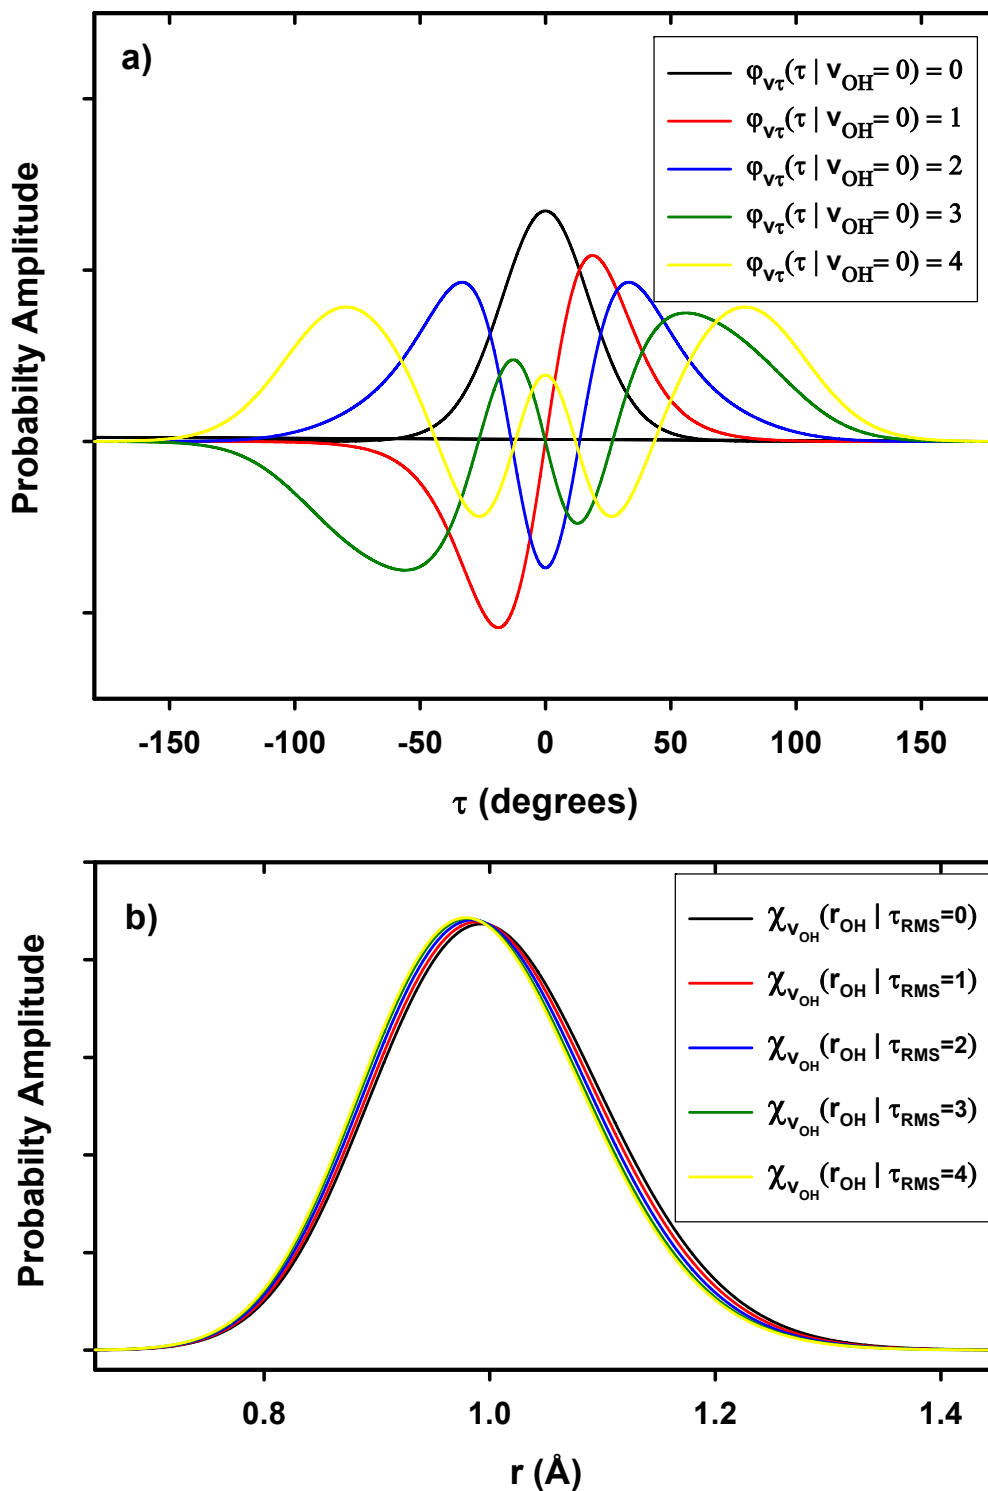 a)
φvτ(τ | vOH= 0) = 0
φvτ(τ | vOH= 0) = 1
φvτ(τ | vOH= 0) = 2
φvτ(τ | vOH= 0) = 3
φvτ(τ | vOH= 0) = 4
Probabilty Amplitude
-150 -100 -50 0 50 100 150
τ (degrees)
b)
χvOH(rOH | τRMS=0)
χvOH(rOH | τRMS=1)
χvOH(rOH | τRMS=2)
χvOH(rOH | τRMS=3)
χvOH(rOH | τRMS=4)
Probabilty Amplitude
0.8 1.0 1.2 1.4
r (Å)